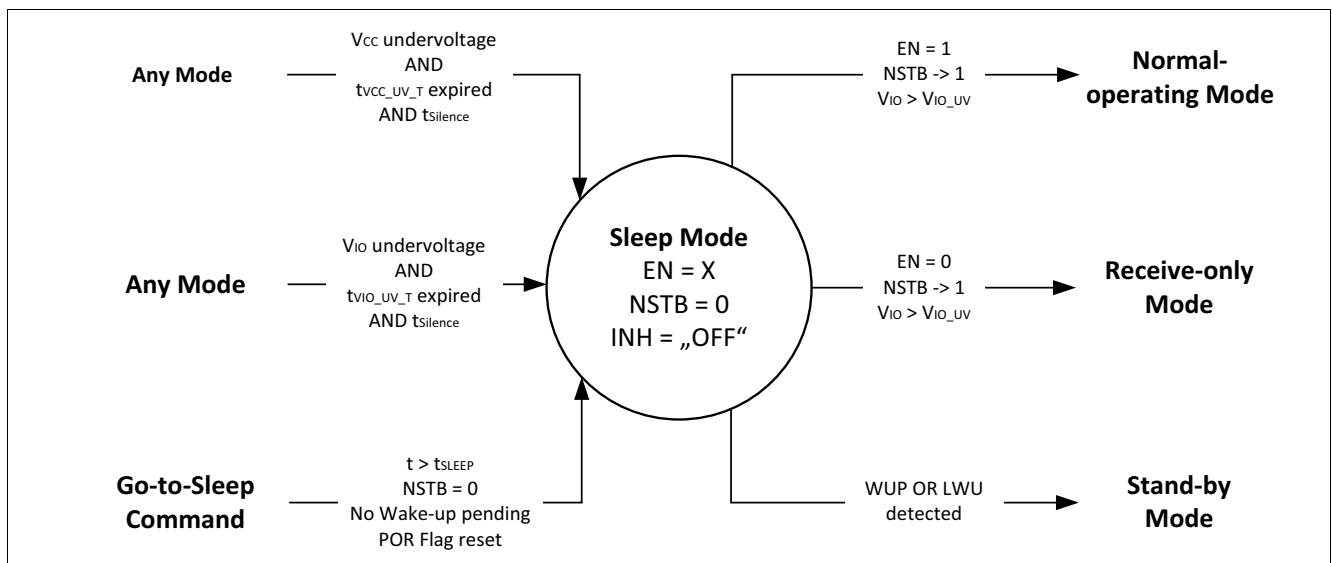 Any Mode
VCC undervoltage
AND
tVCC_UV_T expired
AND tSilence
EN = 1
NSTB -> 1
VIO > VIO_UV
Normal-
operating Mode
Any Mode
VIO undervoltage
AND
tVIO_UV_T expired
AND tSilence
Sleep Mode
EN = X
NSTB = 0
INH = „OFF“
EN = 0
NSTB -> 1
VIO > VIO_UV
Receive-only
Mode
Go-to-Sleep
Command
t > tSLEEP
NSTB = 0
No Wake-up pending
POR Flag reset
WUP OR LWU
detected
Stand-by
Mode